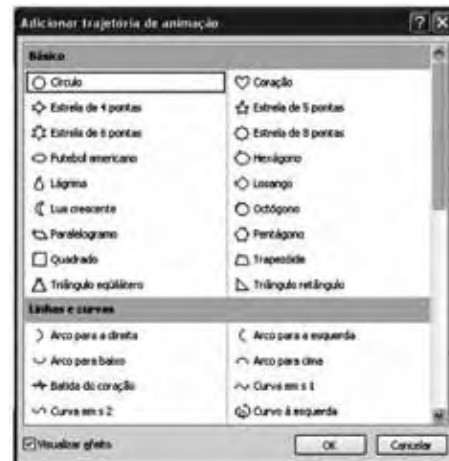 Adicionar trajetória de animação
Básico
Círculo Coração
Estrela de 4 pontas Estrela de 5 pontas
Estrela de 6 pontas Estrela de 8 pontas
Futebol americano Hexágono
Lágrima Losango
Lua crescente Octógono
Paralelogramo Pentágono
Quadrado Trapezóide
Triângulo eqüilátero Triângulo retângulo
Linhas e curvas
Arco para a direita Arco para a esquerda
Arco para baixo Arco para cima
Batida do coração Curva em s 1
Curva em s 2 Curva à esquerda
Visualizar efeito OK Cancelar